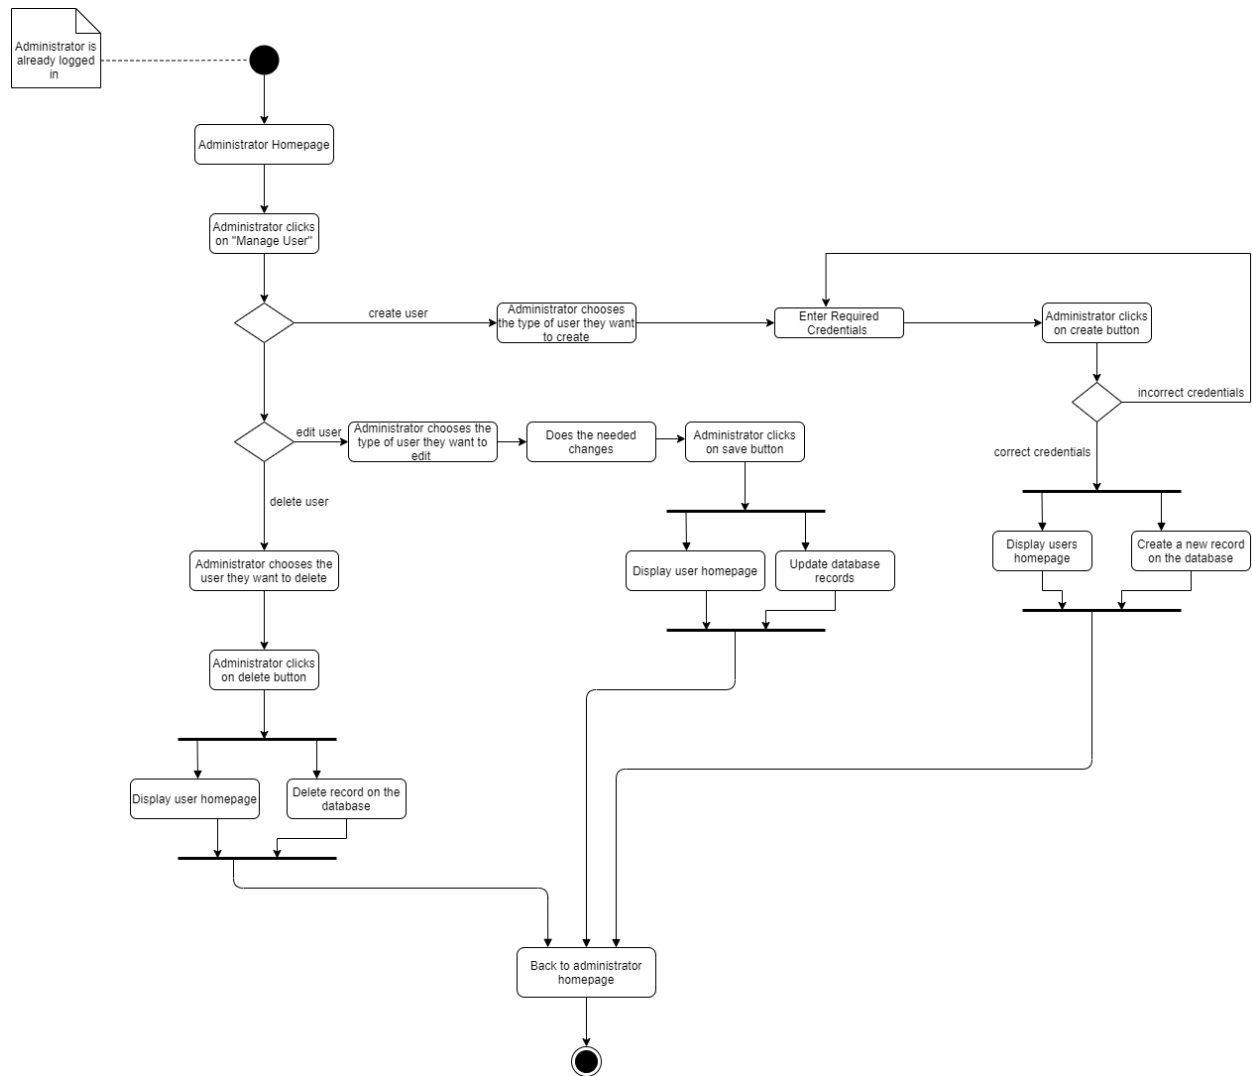 Administrator is
already logged
in
Administrator Homepage
Administrator clicks
on "Manage User"
create user
Administrator chooses
the type of user they want
to create
Enter Required
Credentials
Administrator clicks
on create button
incorrect credentials
correct credentials
edit user
Administrator chooses the
type of user they want to
edit
Does the needed
changes
Administrator clicks
on save button
delete user
Display users
homepage
Create a new record
on the database
Administrator chooses the
user they want to delete
Display user homepage
Update database
records
Administrator clicks
on delete button
Display user homepage
Delete record on the
database
Back to administrator
homepage